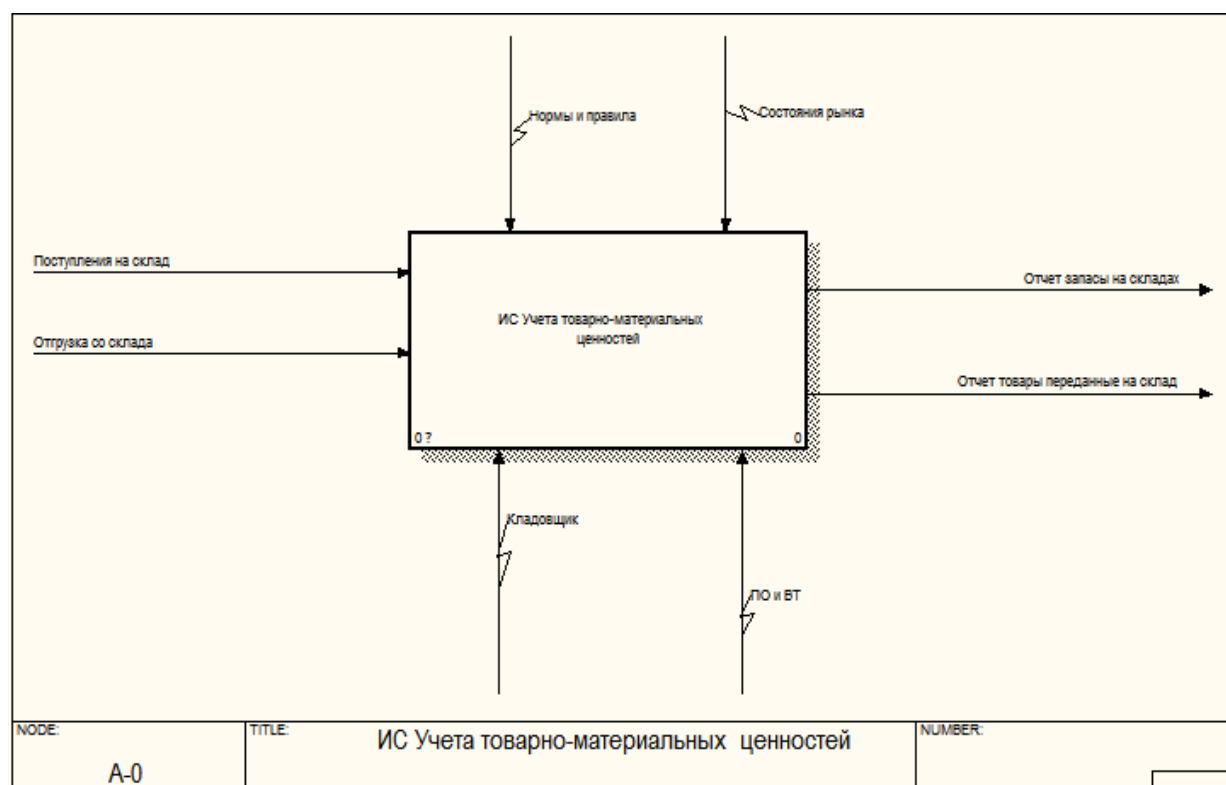 Нормы и правила
Состояния рынка
Поступления на склад
Отчет запасы на складах
ИС Учета товарно-материальных
ценностей
Отгрузка со склада
Отчет товары переданные на склад
0 ?
0
Кладовщик
ПО и ВТ
NODE:
TITLE:
ИС Учета товарно-материальных ценностей
NUMBER:
A-0